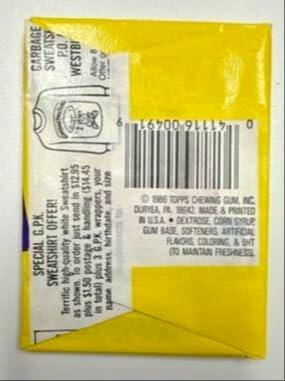 GARBAGE
SWEATS
P.O.
WESTB
Allow 8
Offer g
SPECIAL G.P.K.
SWEATSHIRT OFFER!
Terrific high-quality white Sweatshirt
as shown. To order just send in $12.95
plus $1.50 postage & handling ($14.45
in total) plus 3 G.P.K. wrappers, your
name, address, birthdate, and size
0 41116 00491 9
© 1986 TOPPS CHEWING GUM, INC.
DURYEA, PA. 18642. MADE & PRINTED
IN U.S.A. • DEXTROSE, CORN SYRUP
GUM BASE, SOFTENERS, ARTIFICIAL
FLAVORS, COLORING, & BHT
(TO MAINTAIN FRESHNESS).